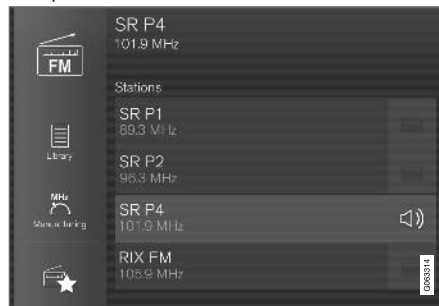 SR P4
101.9 MHz
FM
Stations
SR P1
89.3 MHz
Library
SR P2
96.3 MHz
MHz
Manual tuning
SR P4
101.9 MHz
RIX FM
105.9 MHz
G063314